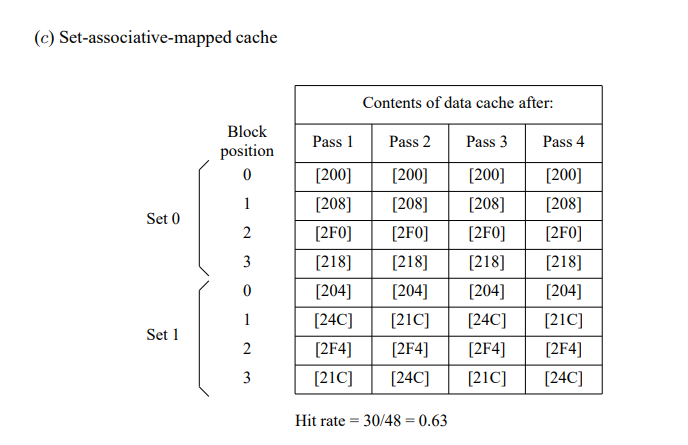 (c) Set-associative-mapped cache
Contents of data cache after:
Block position
Pass 1 Pass 2 Pass 3 Pass 4
0 [200] [200] [200] [200]
1 [208] [208] [208] [208]
Set 0
2 [2F0] [2F0] [2F0] [2F0]
3 [218] [218] [218] [218]
0 [204] [204] [204] [204]
1 [24C] [21C] [24C] [21C]
Set 1
2 [2F4] [2F4] [2F4] [2F4]
3 [21C] [24C] [21C] [24C]
Hit rate = 30/48 = 0.63